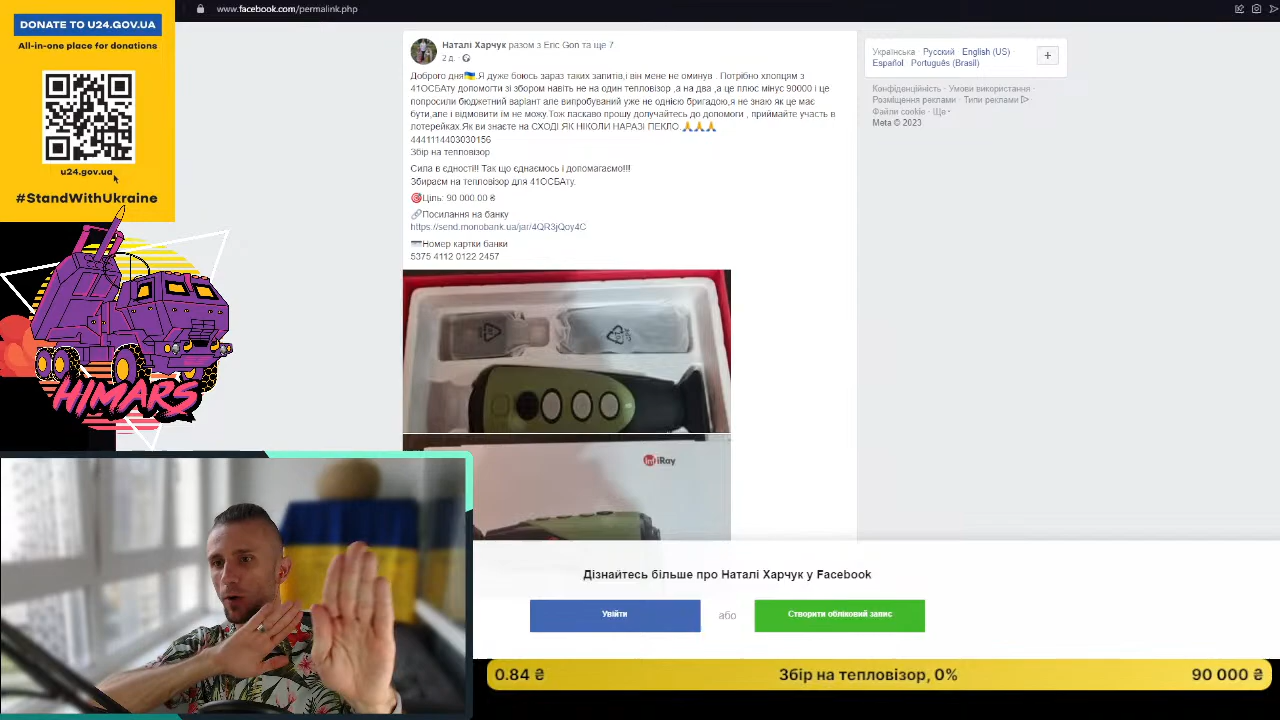 www.facebook.com/permalink.php
DONATE TO U24.GOV.UA
All-in-one place for donations
u24.gov.ua
#StandWithUkraine
HIMARS
Наталі Харчук разом з Eric Gon та ще 7
2 д. ·
Доброго дня🇺🇦.Я дуже боюсь зараз таких запитів,і він мене не оминув . Потрібно хлопцям з
41ОСБАту допомогти зі збором навіть не на один тепловізор ,а на два ,а це плюс мінус 90000 і це
попросили бюджетний варіант але випробуваний уже не однією бригадою,я не знаю як це має
бути,але і відмовити їм не можу.Тож паскаво прошу долучайтесь до допомоги , приймайте участь в
потерейках.Як ви знаєте на СХОДІ ЯК НІКОЛИ НАРАЗІ ПЕКЛО 🙏🙏🙏
4441114403030156
Збір на тепловізор
Сила в єдності!! Так що єднаємось і допомагаємо!!!
Збираєм на тепловізор для 41ОСБАту.
🎯Ціль: 90 000.00 ₴
🔗Посилання на банку
https://send.monobank.ua/jar/4QR3jQoy4C
💳Номер картки банки
5375 4112 0122 2457
iRay
Українська Русский English (US)
Español Português (Brasil)
+
Конфіденційність · Умови використання ·
Розміщення реклами · Типи реклами ·
Файли cookie · Ще
Meta © 2023
Дізнайтесь більше про Наталі Харчук у Facebook
Увійти
або
Створити обліковий запис
0.84 ₴ Збір на тепловізор, 0% 90 000 ₴